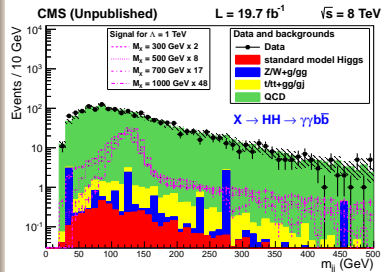 CMS (Unpublished) L = 19.7 fb⁻¹ √s = 8 TeV
Events / 10 GeV
Signal for Λ = 1 TeV
Mₓ = 300 GeV x 2
Mₓ = 500 GeV x 8
Mₓ = 700 GeV x 17
Mₓ = 1000 GeV x 48
Data and backgrounds
Data
standard model Higgs
Z/W+g/gg
t/tt+gg/gj
QCD
X → HH → γγbb̄
10⁴
10³
10²
10
1
10⁻¹
0 50 100 150 200 250 300 350 400 450 500
m_jj (GeV)